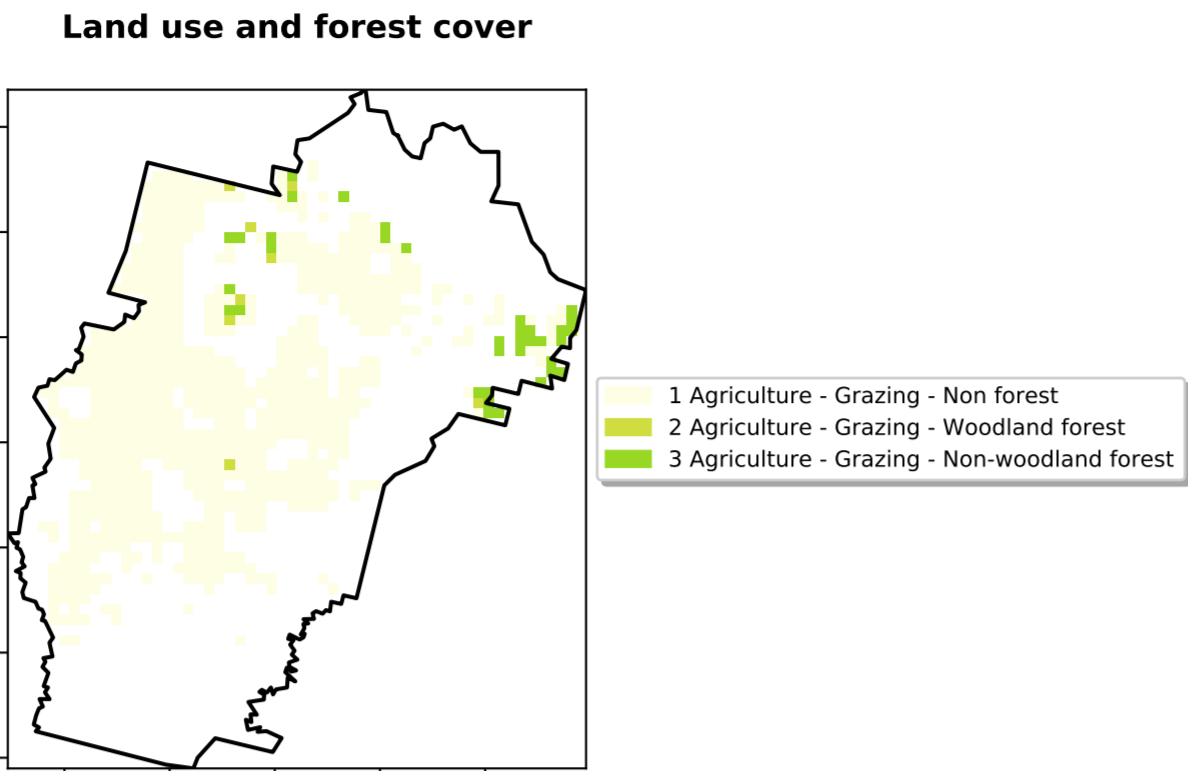 Land use and forest cover
1 Agriculture - Grazing - Non forest
2 Agriculture - Grazing - Woodland forest
3 Agriculture - Grazing - Non-woodland forest